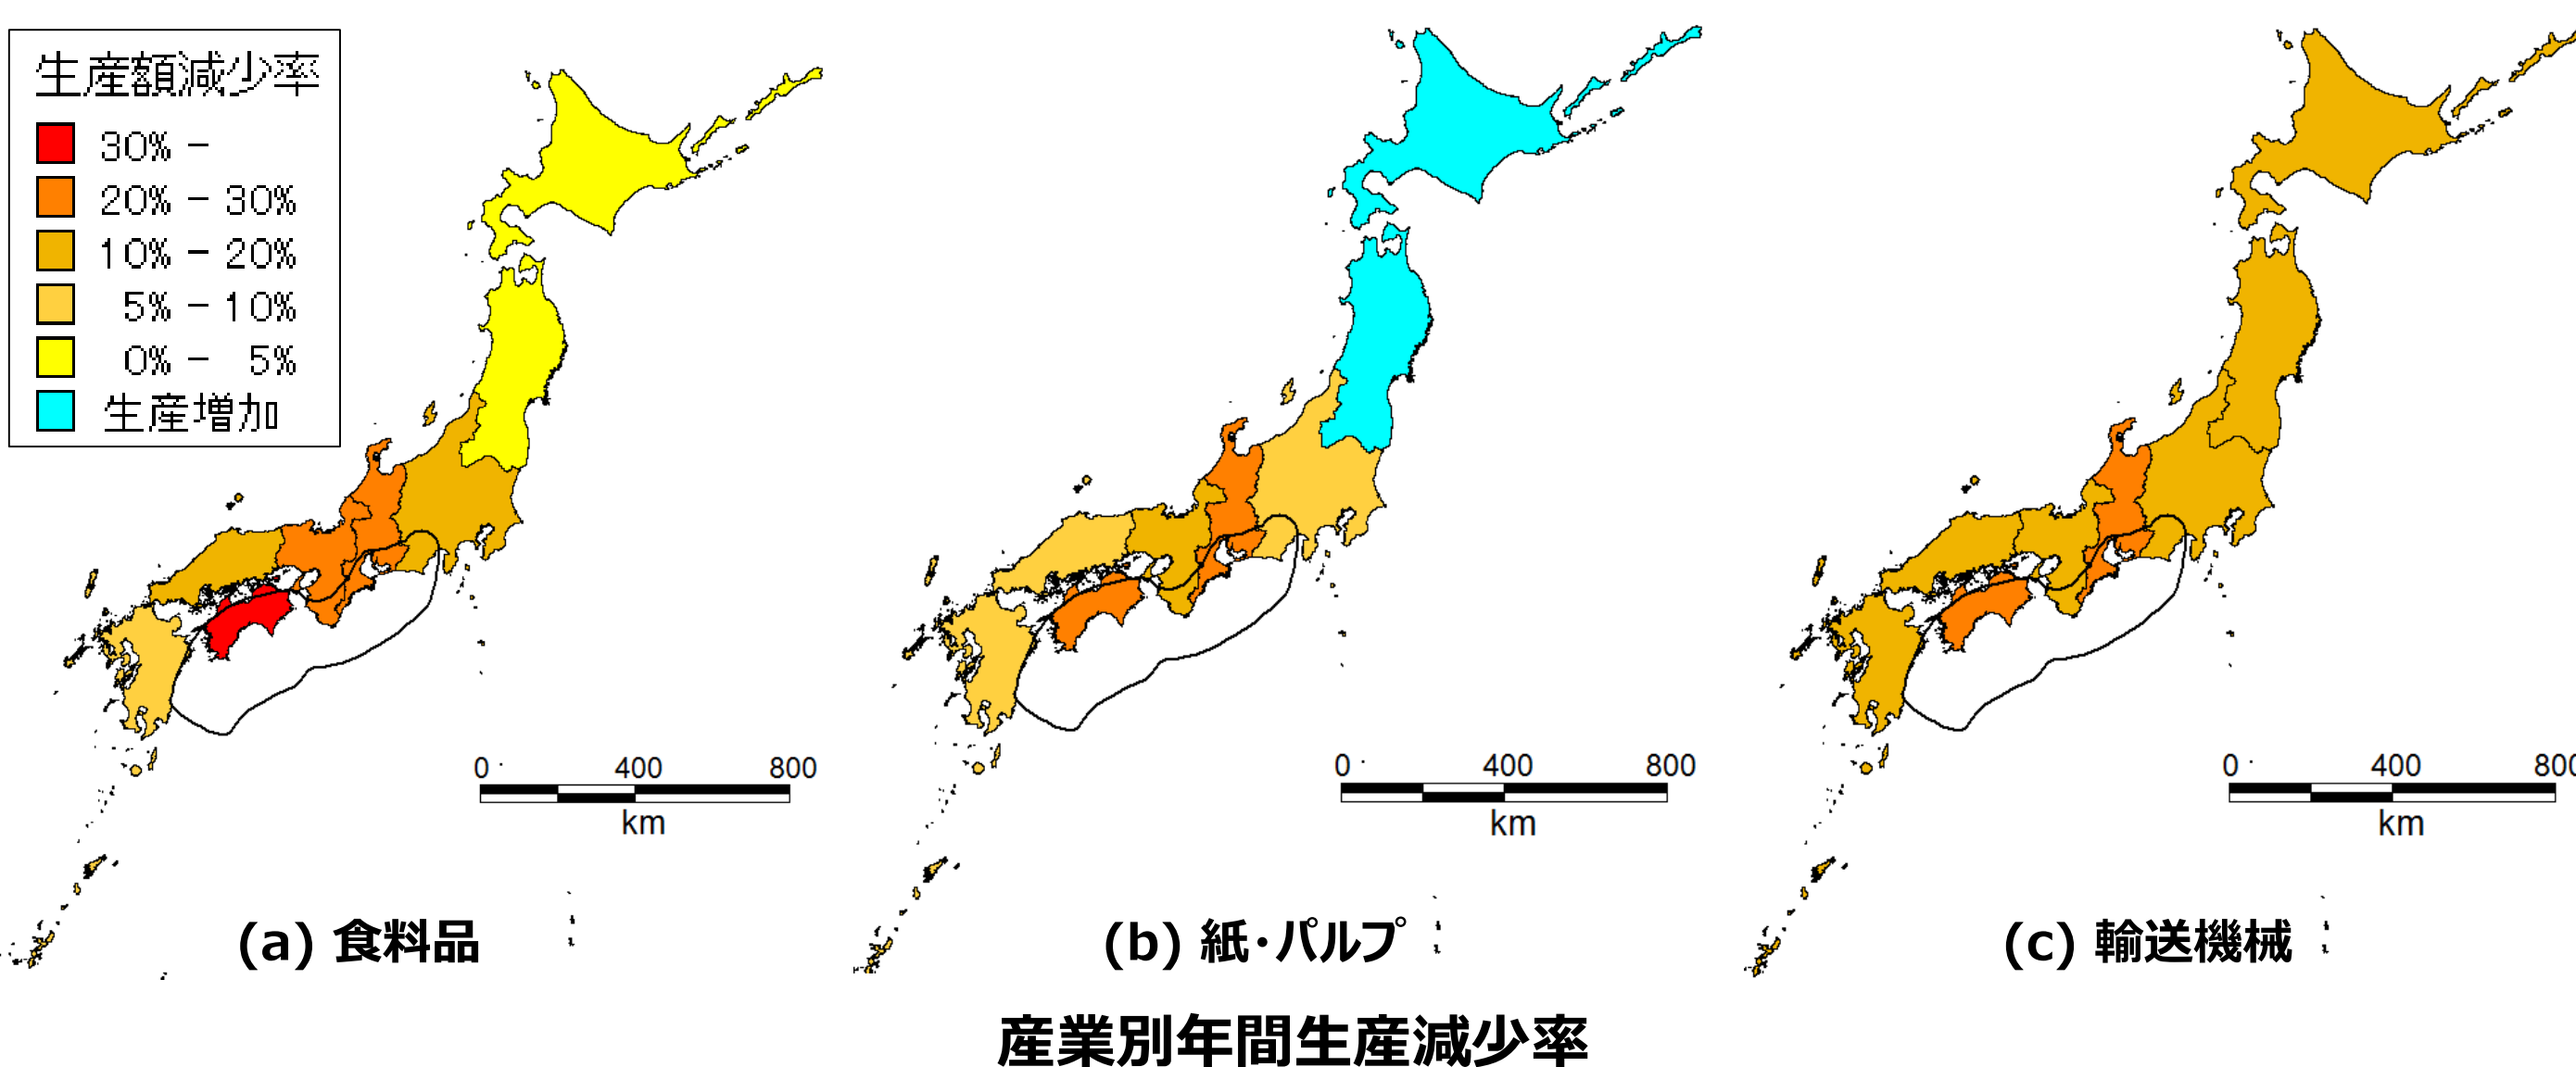 生産額減少率
30% -
20% - 30%
10% - 20%
5% - 10%
0% - 5%
生産増加
0 400 800
km
0 400 800
km
0 400 800
km
(a) 食料品
(b) 紙・パルプ
(c) 輸送機械
産業別年間生産減少率